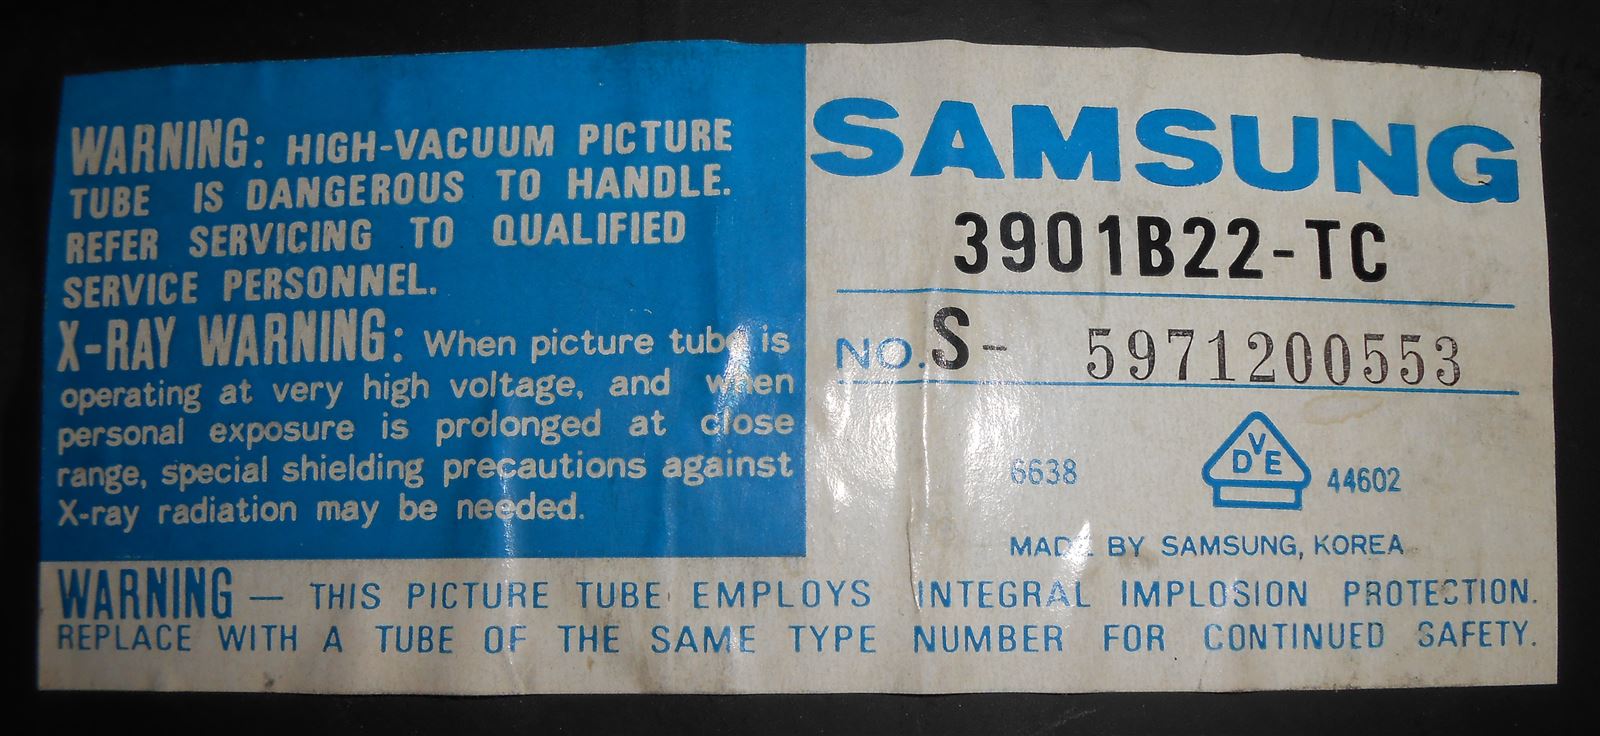 WARNING: HIGH-VACUUM PICTURE
TUBE IS DANGEROUS TO HANDLE.
REFER SERVICING TO QUALIFIED
SERVICE PERSONNEL.
X-RAY WARNING: When picture tube is
operating at very high voltage, and when
personal exposure is prolonged at close
range, special shielding precautions against
X-ray radiation may be needed.
SAMSUNG
3901B22-TC
NO. S- 5971200553
6638 VDE 44602
MADE BY SAMSUNG, KOREA
WARNING — THIS PICTURE TUBE EMPLOYS INTEGRAL IMPLOSION PROTECTION.
REPLACE WITH A TUBE OF THE SAME TYPE NUMBER FOR CONTINUED SAFETY.